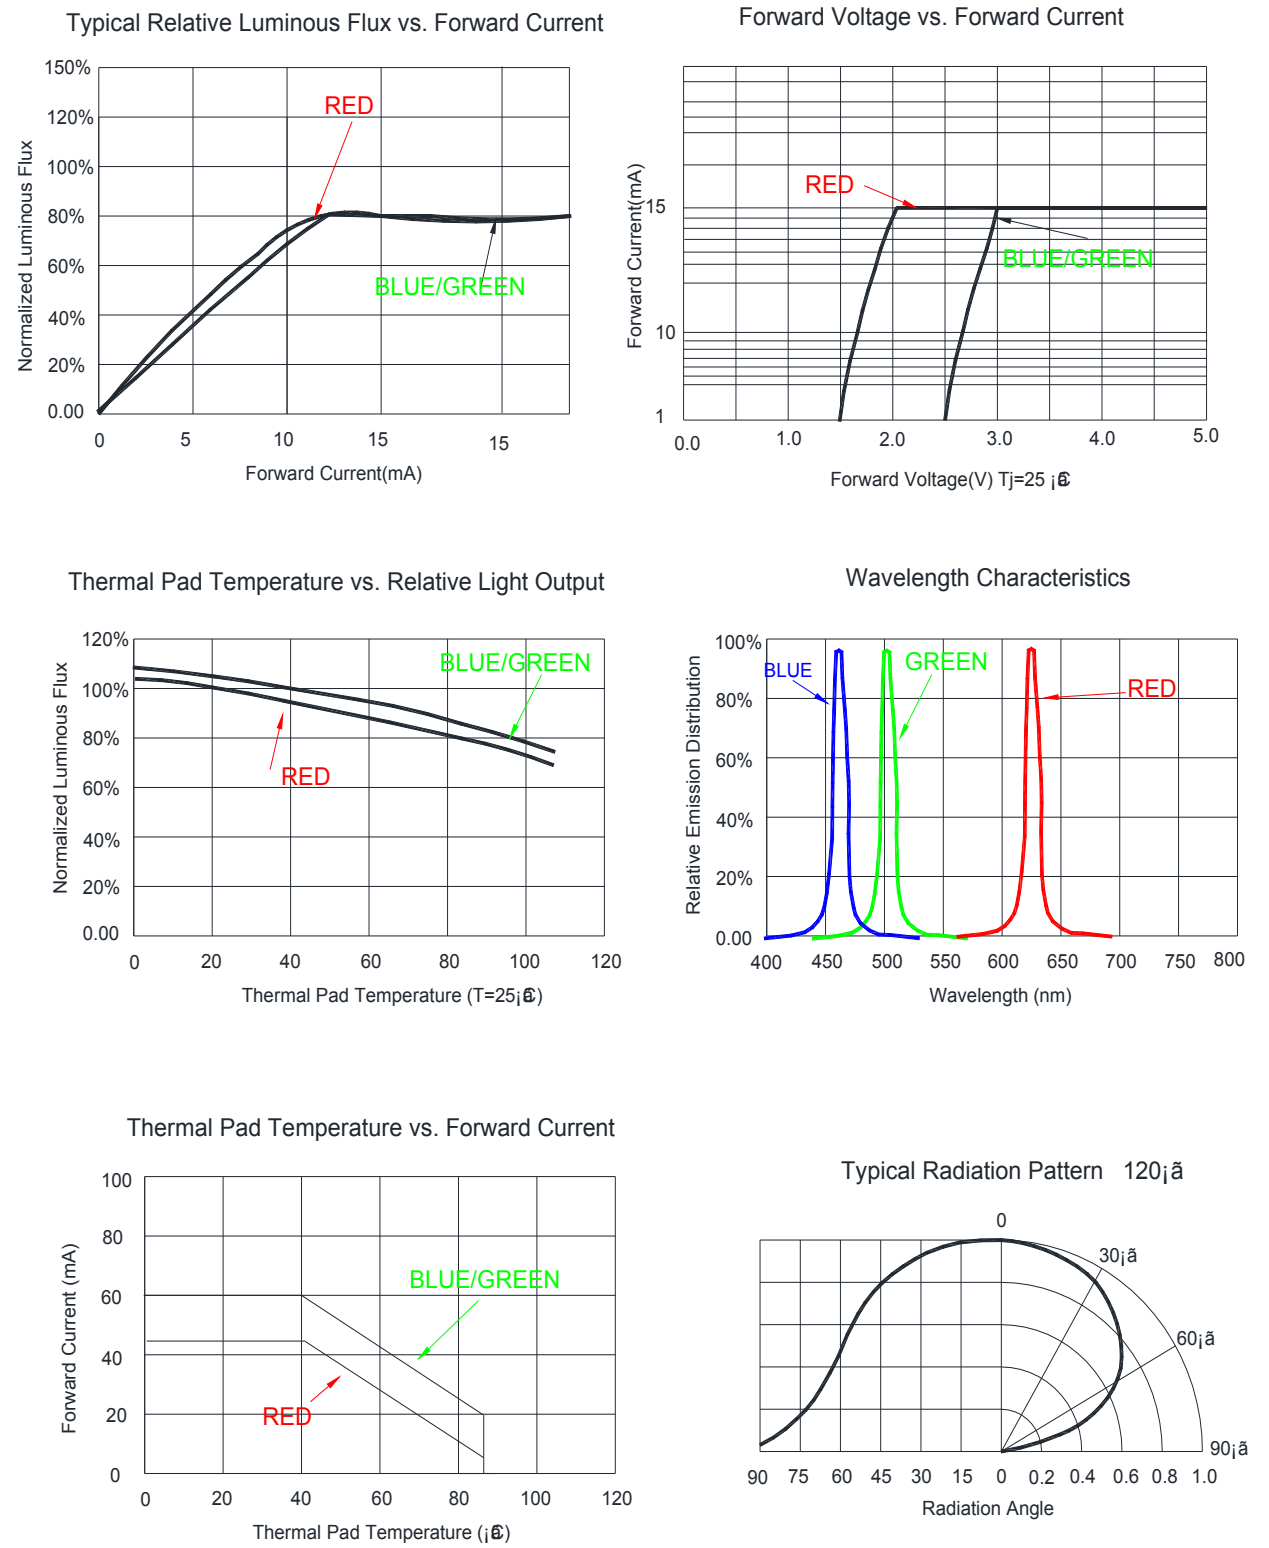 Typical Relative Luminous Flux vs. Forward Current
150%
120%
100%
80%
60%
40%
20%
0.00
Normalized Luminous Flux
RED
BLUE/GREEN
0 5 10 15 15
Forward Current(mA)
Forward Voltage vs. Forward Current
Forward Current(mA)
15
10
1
RED
BLUE/GREEN
0.0 1.0 2.0 3.0 4.0 5.0
Forward Voltage(V) Tj=25 ¡ãC
Thermal Pad Temperature vs. Relative Light Output
120%
100%
80%
60%
40%
20%
0.00
Normalized Luminous Flux
BLUE/GREEN
RED
0 20 40 60 80 100 120
Thermal Pad Temperature (T=25¡ãC)
Wavelength Characteristics
100%
80%
60%
40%
20%
0.00
Relative Emission Distribution
BLUE
GREEN
RED
400 450 500 550 600 650 700 750 800
Wavelength (nm)
Thermal Pad Temperature vs. Forward Current
100
80
60
40
20
0
Forward Current (mA)
BLUE/GREEN
RED
0 20 40 60 80 100 120
Thermal Pad Temperature (¡ãC)
Typical Radiation Pattern 120¡ã
0
30¡ã
60¡ã
90¡ã
90 75 60 45 30 15 0 0.2 0.4 0.6 0.8 1.0
Radiation Angle